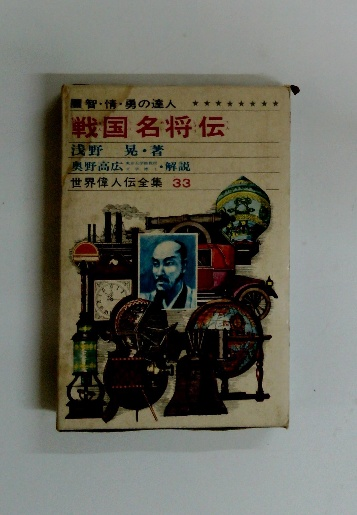 ■智・情・勇の達人 ★★★★★★★★
戦国名将伝
浅野 晃・著
奥野高広・解説
世界偉人伝全集 33